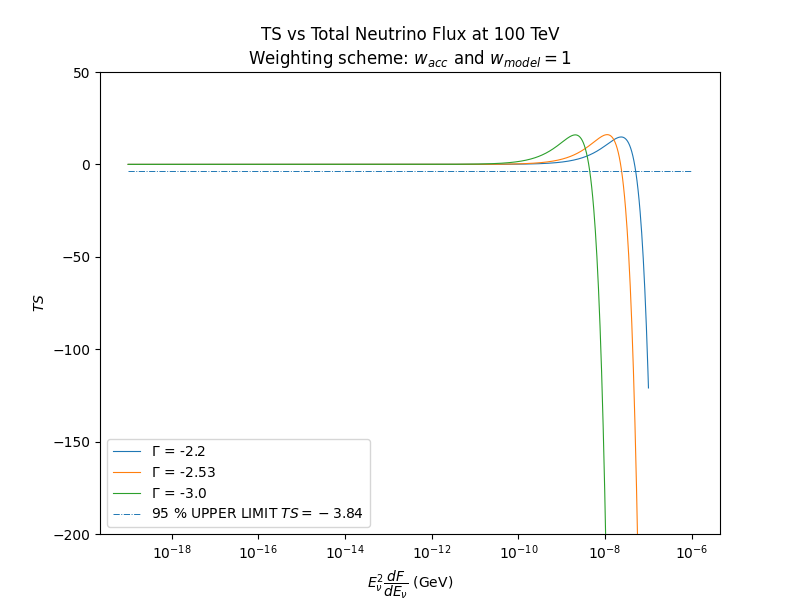 TS vs Total Neutrino Flux at 100 TeV
Weighting scheme: $w_{acc}$ and $w_{model} = 1$
50
0
−50
−100
−150
−200
TS
Γ = -2.2
Γ = -2.53
Γ = -3.0
95 % UPPER LIMIT $TS = -3.84$
$10^{-18}$ $10^{-16}$ $10^{-14}$ $10^{-12}$ $10^{-10}$ $10^{-8}$ $10^{-6}$
$E_\nu^2 \frac{dF}{dE_\nu}$ (GeV)